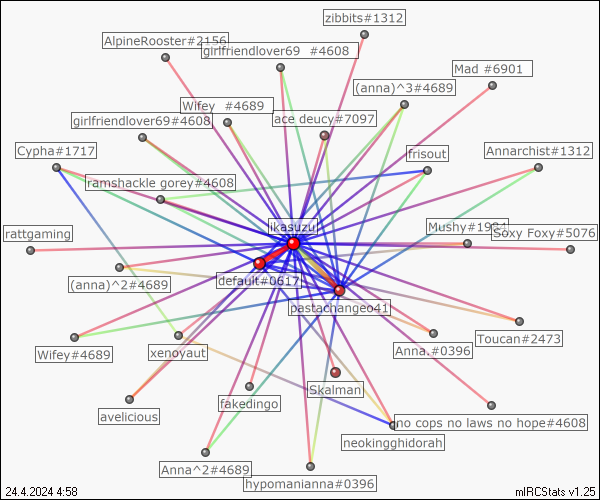 zibbits#1312
AlpineRooster#2156
girlfriendlover69 #4608
Mad #6901
(anna)^3#4689
Wifey #4689
girlfriendlover69#4608
ace deucy#7097
Cypha#1717
frisout
Annarchist#1312
ramshackle gorey#4608
ikasuzu
rattgaming
Mushy#1984
Soxy Foxy#5076
(anna)^2#4689
default#0617
pastachangeo41
Toucan#2473
Wifey#4689
xenoyaut
Anna.#0396
Skalman
avelicious
fakedingo
no cops no laws no hope#4608
neokingghidorah
Anna^2#4689
hypomanianna#0396
24.4.2024 4:58
mIRCStats v1.25